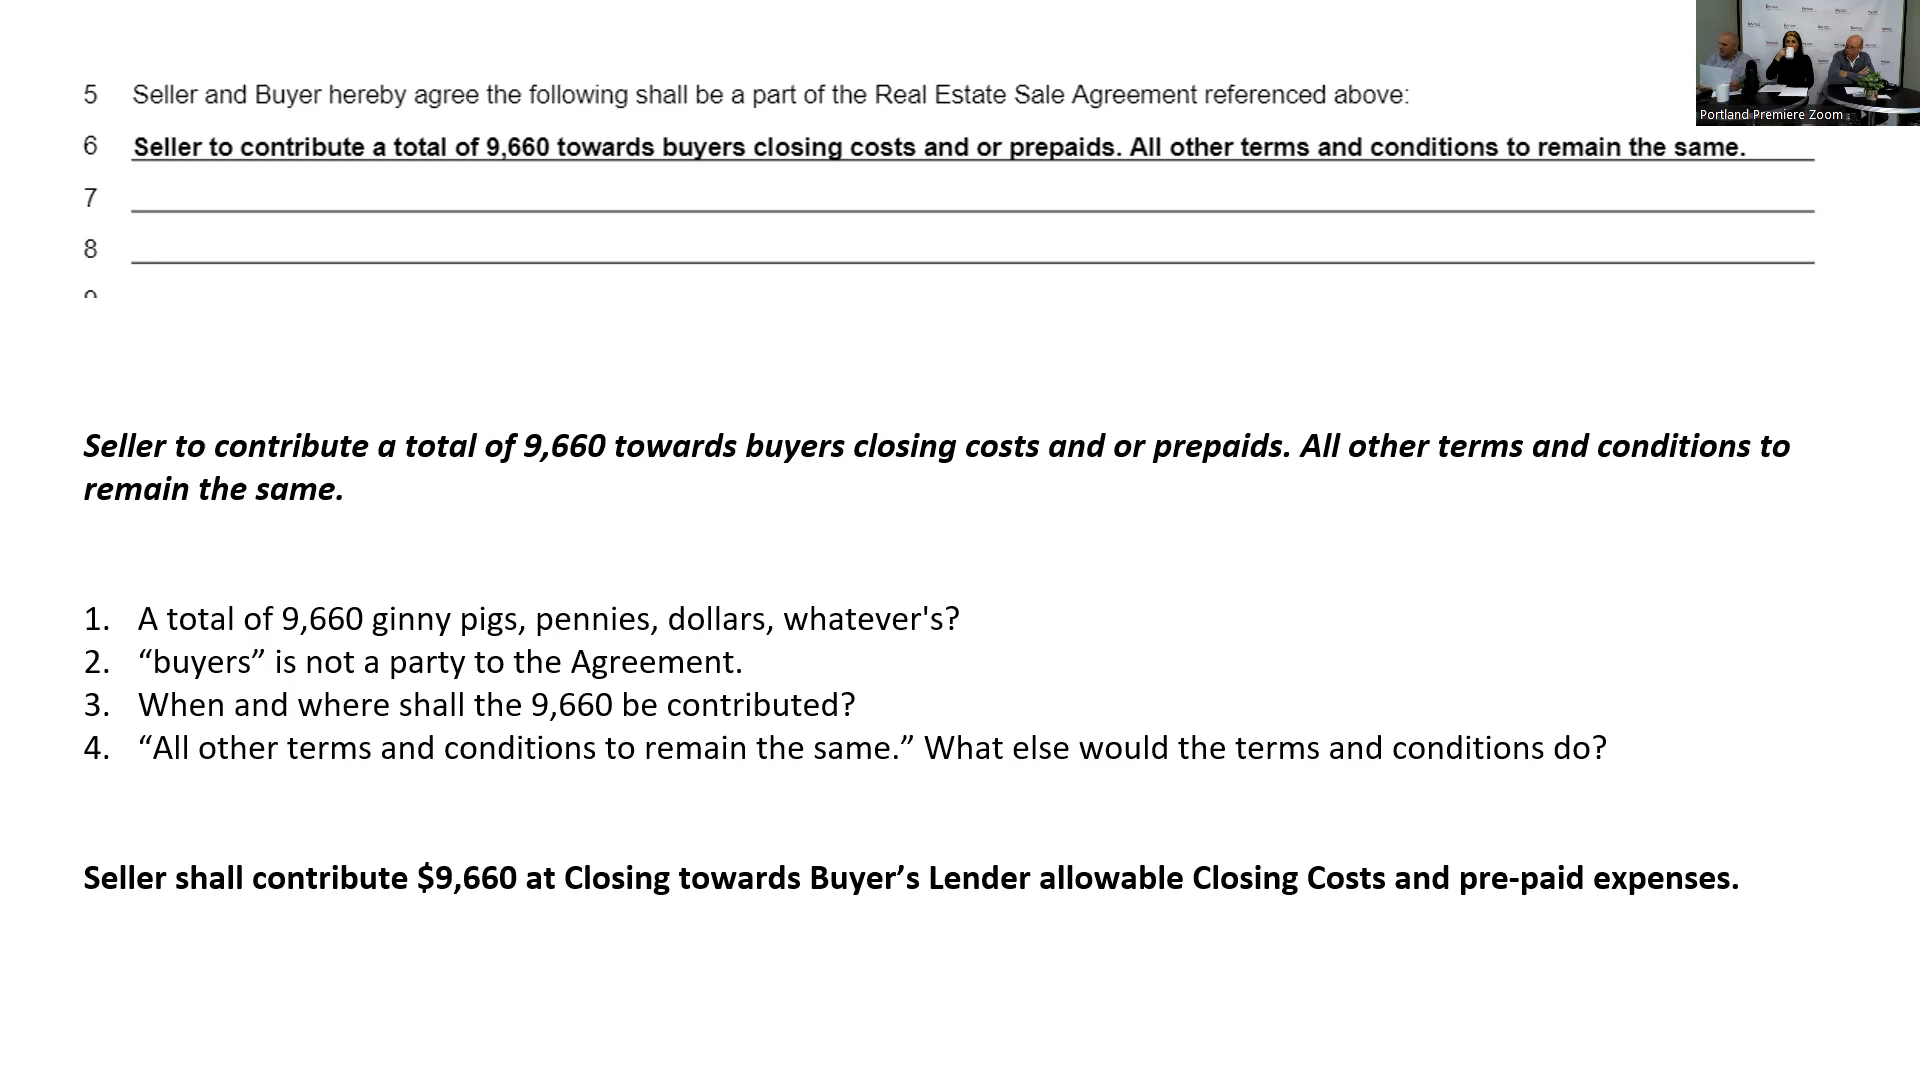 Portland Premiere Zoom
5 Seller and Buyer hereby agree the following shall be a part of the Real Estate Sale Agreement referenced above:
6 Seller to contribute a total of 9,660 towards buyers closing costs and or prepaids. All other terms and conditions to remain the same.
7
8
Seller to contribute a total of 9,660 towards buyers closing costs and or prepaids. All other terms and conditions to
remain the same.
1. A total of 9,660 ginny pigs, pennies, dollars, whatever's?
2. “buyers” is not a party to the Agreement.
3. When and where shall the 9,660 be contributed?
4. “All other terms and conditions to remain the same.” What else would the terms and conditions do?
Seller shall contribute $9,660 at Closing towards Buyer’s Lender allowable Closing Costs and pre-paid expenses.